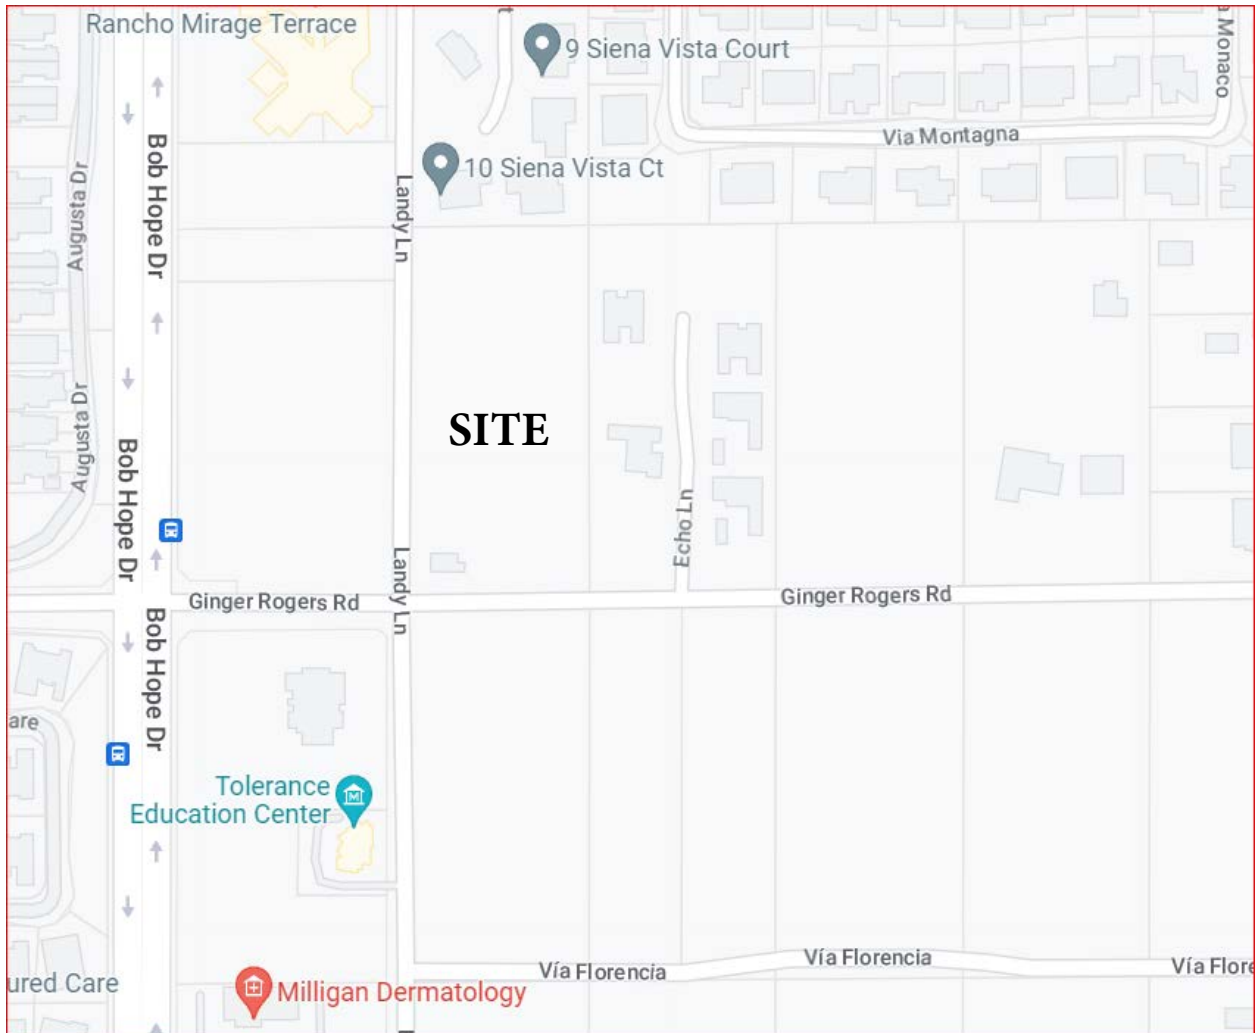 Rancho Mirage Terrace
9 Siena Vista Court
Monaco
Via Montagna
Bob Hope Dr
Augusta Dr
10 Siena Vista Ct
Landy Ln
SITE
Augusta Dr
Bob Hope Dr
Echo Ln
Landy Ln
Ginger Rogers Rd
Ginger Rogers Rd
Bob Hope Dr
are
Tolerance
Education Center
Vía Florencia
Vía Florencia
Vía Flore
ured Care
Milligan Dermatology